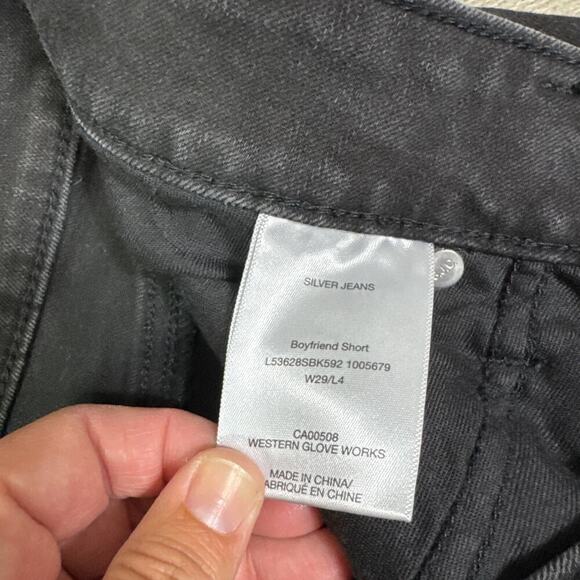 SILVER JEANS
Boyfriend Short
L53628SBK592 1005679
W29/L4
CA00508
WESTERN GLOVE WORKS
MADE IN CHINA/
FABRIQUÉ EN CHINE